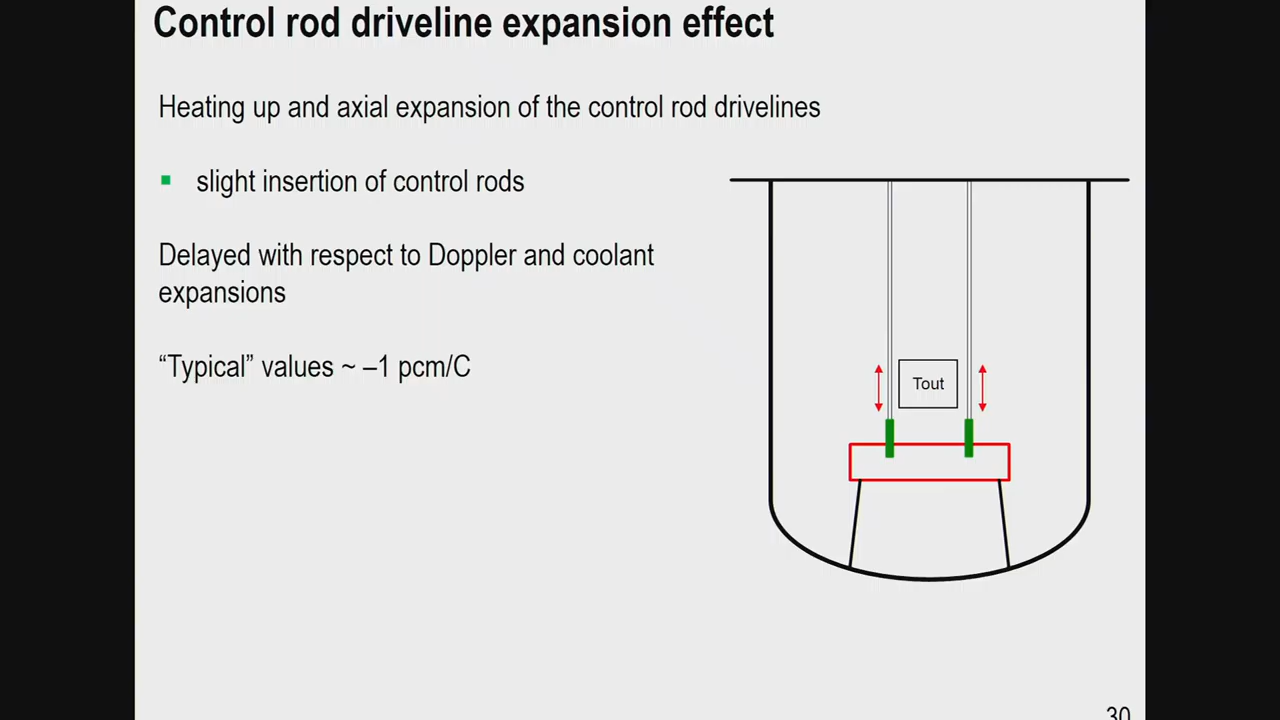 Control rod driveline expansion effect
Heating up and axial expansion of the control rod drivelines
slight insertion of control rods
Delayed with respect to Doppler and coolant
expansions
“Typical” values ~ –1 pcm/C
Tout
30